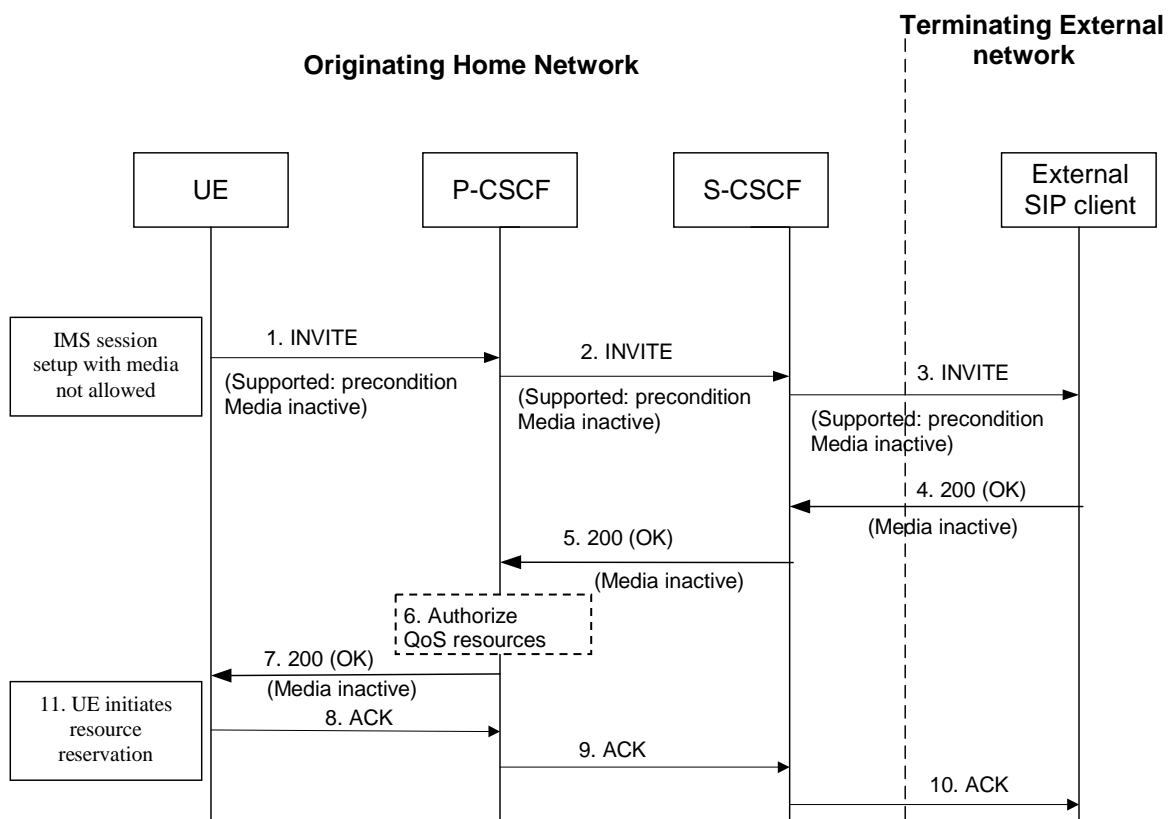 Terminating External
network
Originating Home Network
UE
P-CSCF
S-CSCF
External
SIP client
IMS session
setup with media
not allowed
1. INVITE
(Supported: precondition
Media inactive)
2. INVITE
(Supported: precondition
Media inactive)
3. INVITE
(Supported: precondition
Media inactive)
4. 200 (OK)
(Media inactive)
5. 200 (OK)
(Media inactive)
6. Authorize
QoS resources
7. 200 (OK)
(Media inactive)
11. UE initiates
resource
reservation
8. ACK
9. ACK
10. ACK